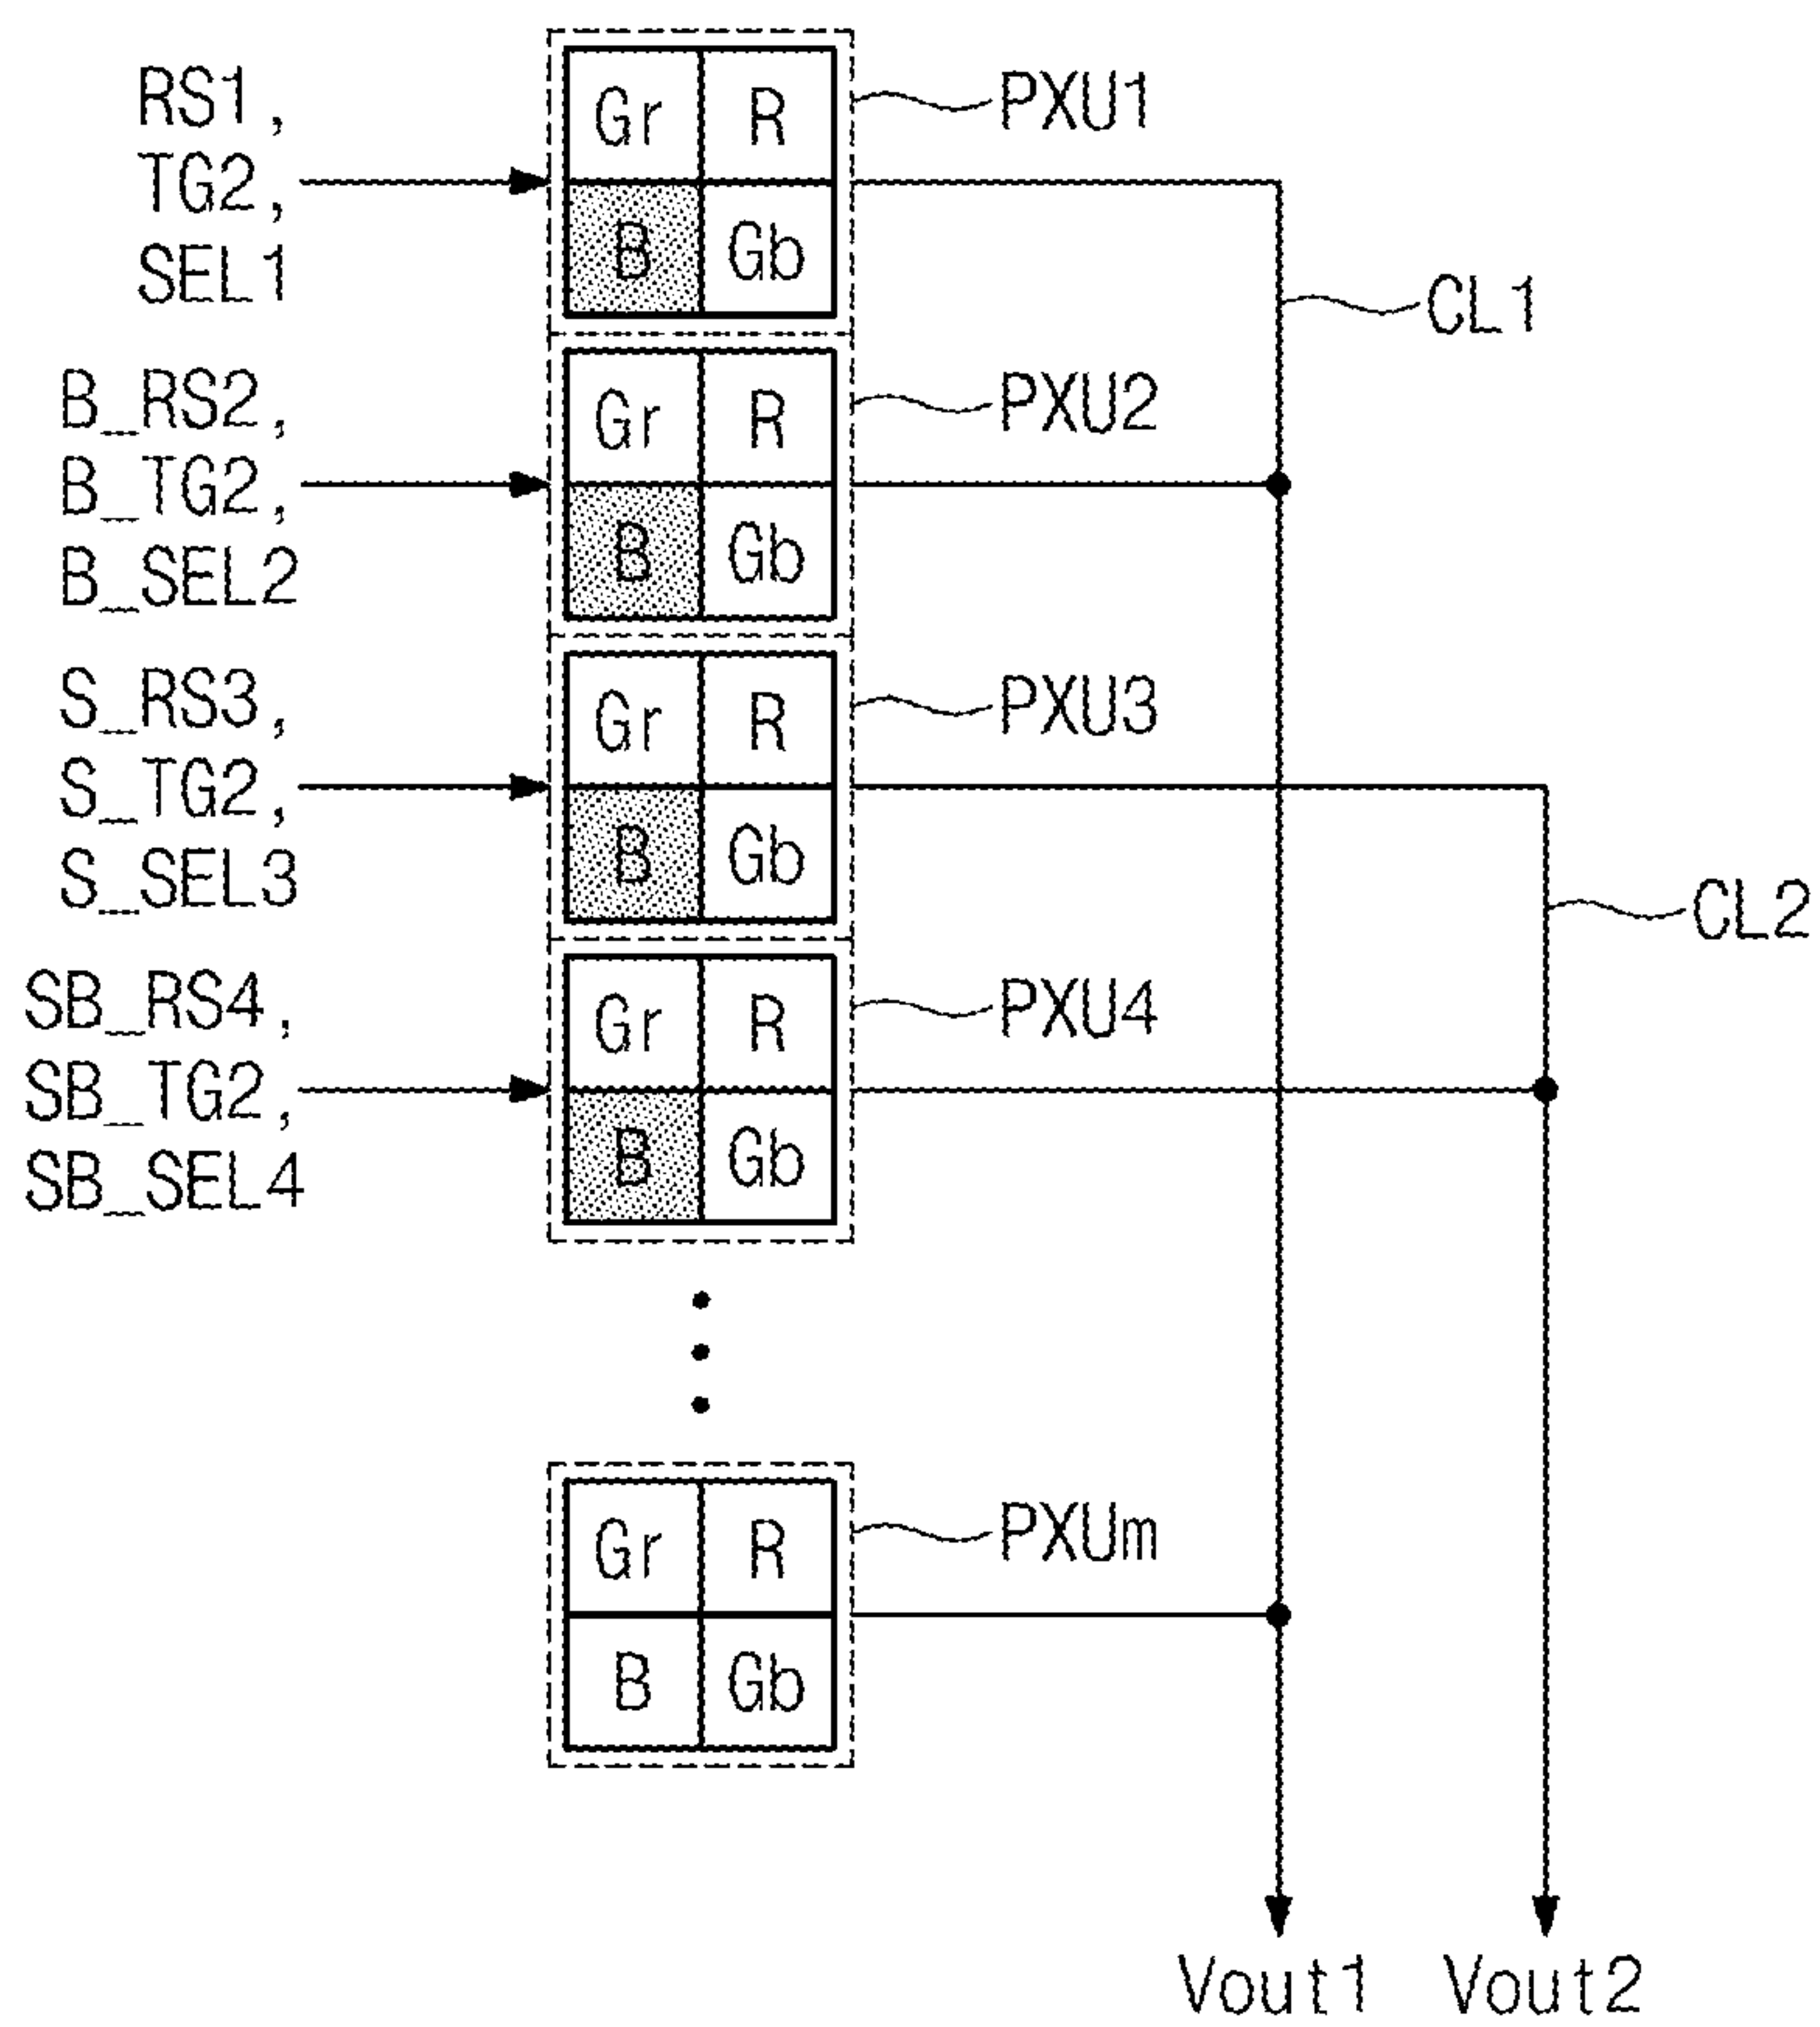 RS1,
TG2,
SEL1
Gr R
B Gb
PXU1
CL1
B_RS2,
B_TG2,
B_SEL2
Gr R
B Gb
PXU2
S_RS3,
S_TG2,
S_SEL3
Gr R
B Gb
PXU3
CL2
SB_RS4,
SB_TG2,
SB_SEL4
Gr R
B Gb
PXU4
Gr R
B Gb
PXUm
Vout1 Vout2